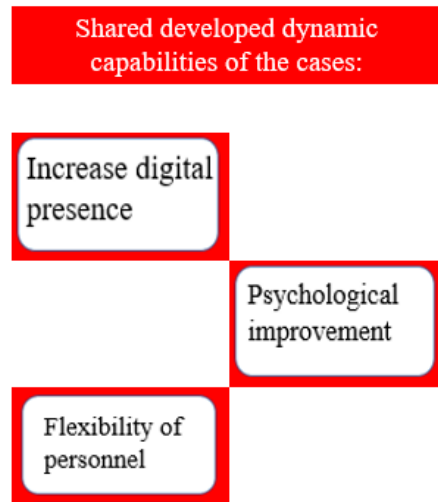 Shared developed dynamic
capabilities of the cases:
Increase digital
presence
Psychological
improvement
Flexibility of
personnel